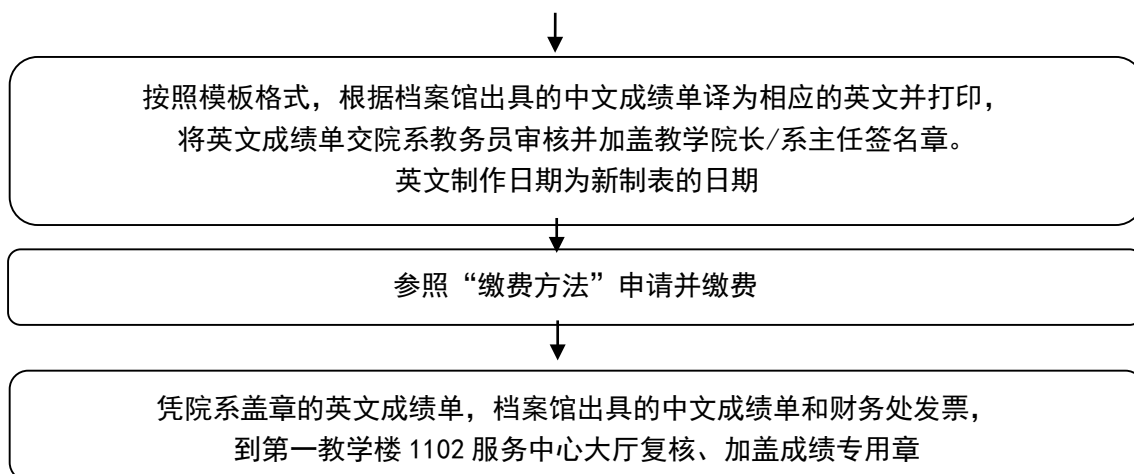 按照模板格式，根据档案馆出具的中文成绩单译为相应的英文并打印，
将英文成绩单交院系教务员审核并加盖教学院长/系主任签名章。
英文制作日期为新制表的日期
参照“缴费方法”申请并缴费
凭院系盖章的英文成绩单，档案馆出具的中文成绩单和财务处发票，
到第一教学楼 1102 服务中心大厅复核、加盖成绩专用章